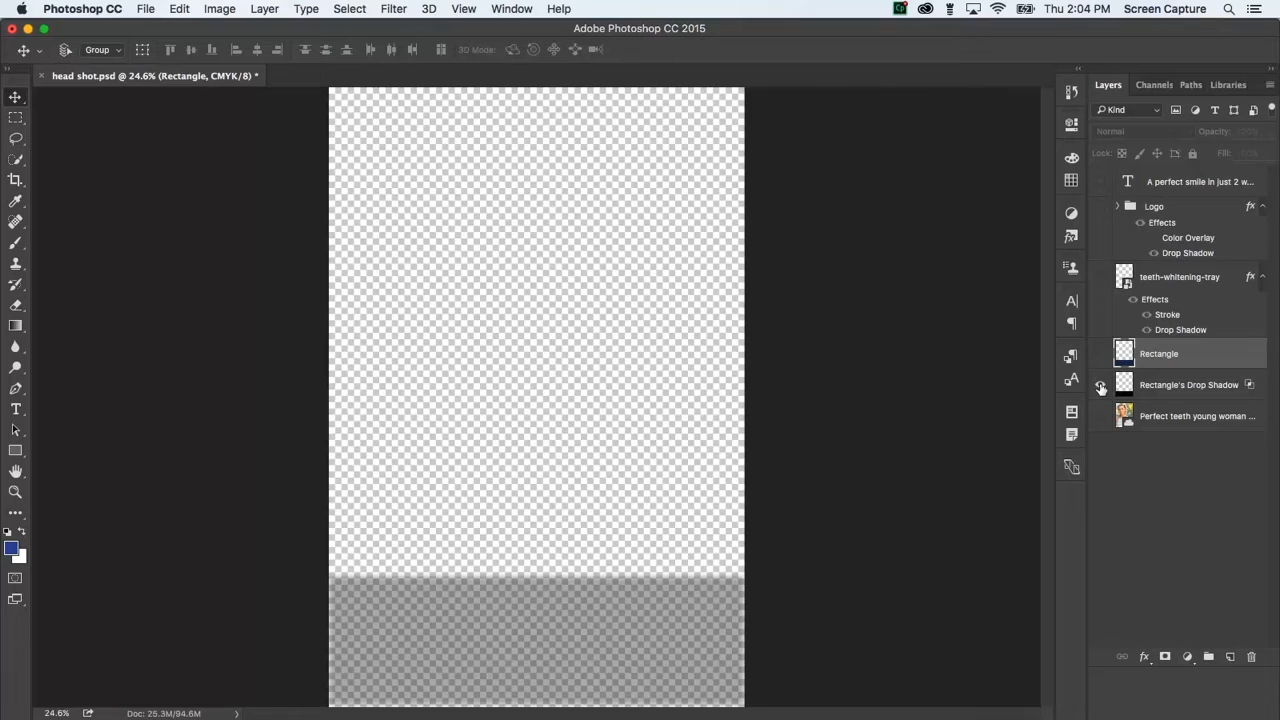 Photoshop CC File Edit Image Layer Type Select Filter 3D View Window Help Thu 2:04 PM Screen Capture
Adobe Photoshop CC 2015
Group 3D Mode:
head shot.psd @ 24.6% (Rectangle, CMYK/8) *
Layers Channels Paths Libraries
Kind
Normal Opacity:
Lock: Fill:
T A perfect smile in just 2 w...
Logo fx
Effects
Color Overlay
Drop Shadow
teeth-whitening-tray fx
Effects
Stroke
Drop Shadow
Rectangle
Rectangle's Drop Shadow
Perfect teeth young woman ...
24.6% Doc: 25.3M/94.6M